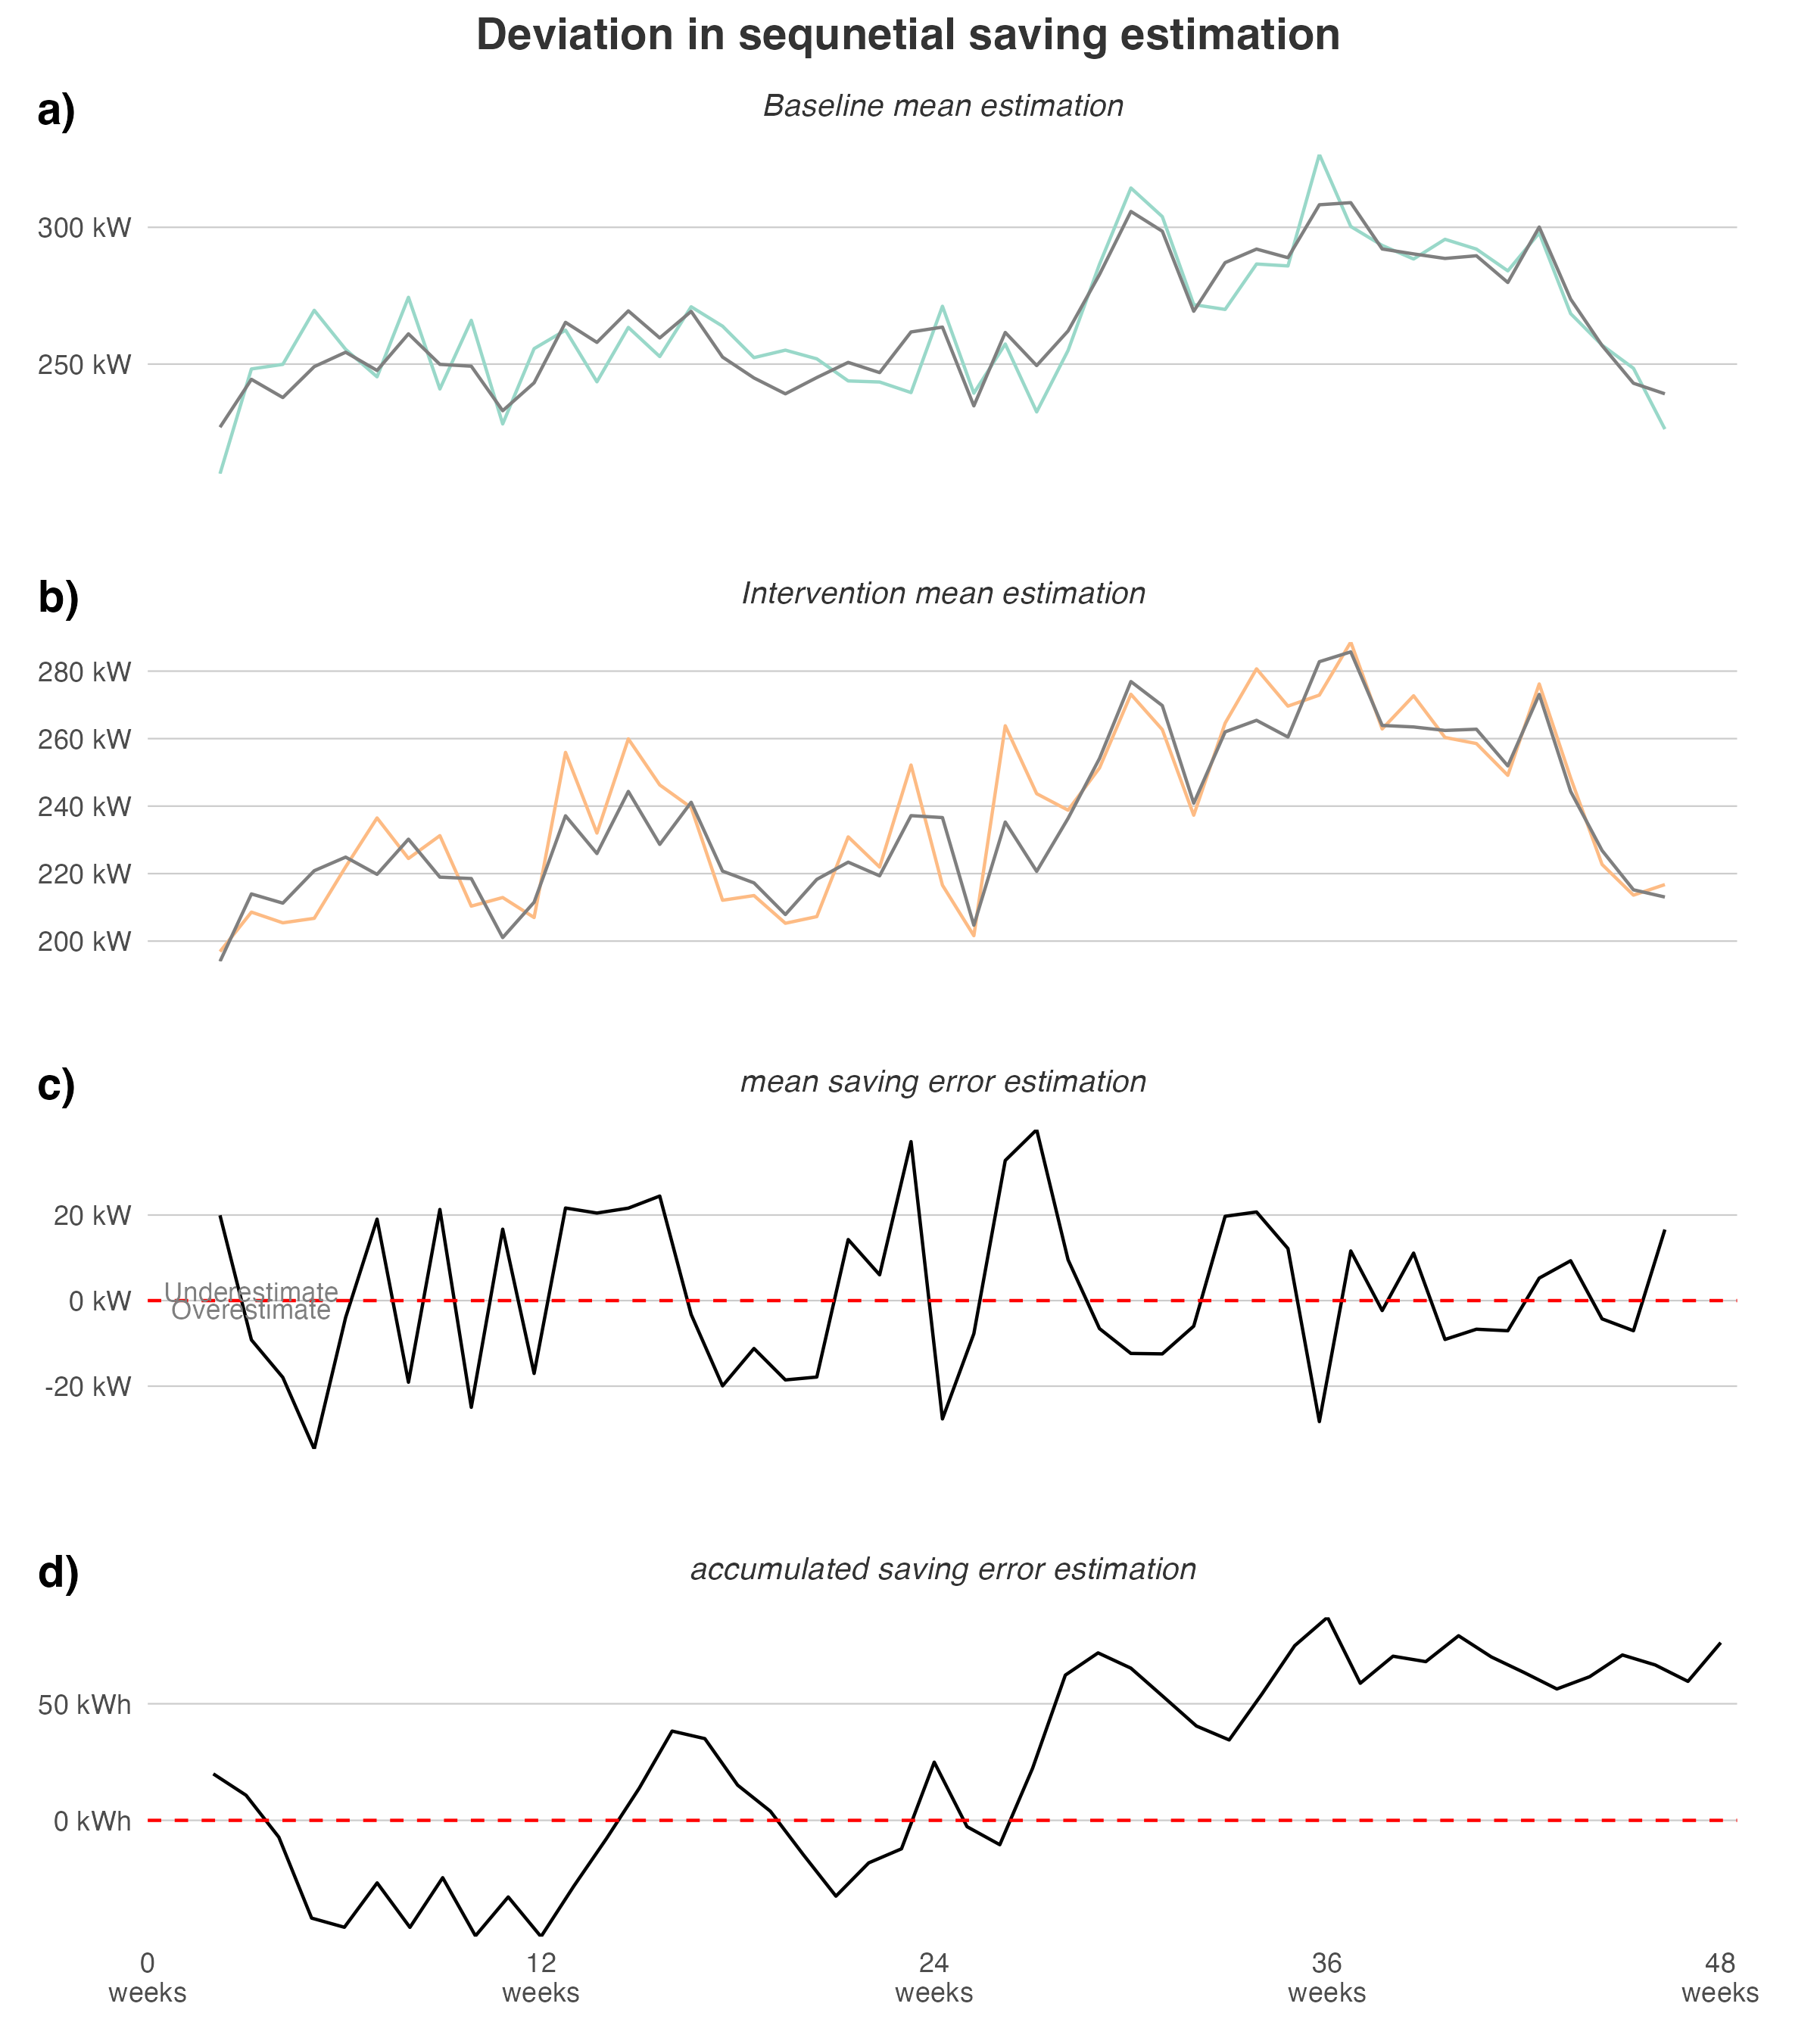 Deviation in sequnetial saving estimation
a)
Baseline mean estimation
300 kW
250 kW
b)
Intervention mean estimation
280 kW
260 kW
240 kW
220 kW
200 kW
c)
mean saving error estimation
20 kW
Underestimate
0 kW
Overestimate
-20 kW
d)
accumulated saving error estimation
50 kWh
0 kWh
0 12 24 36 48
weeks weeks weeks weeks weeks